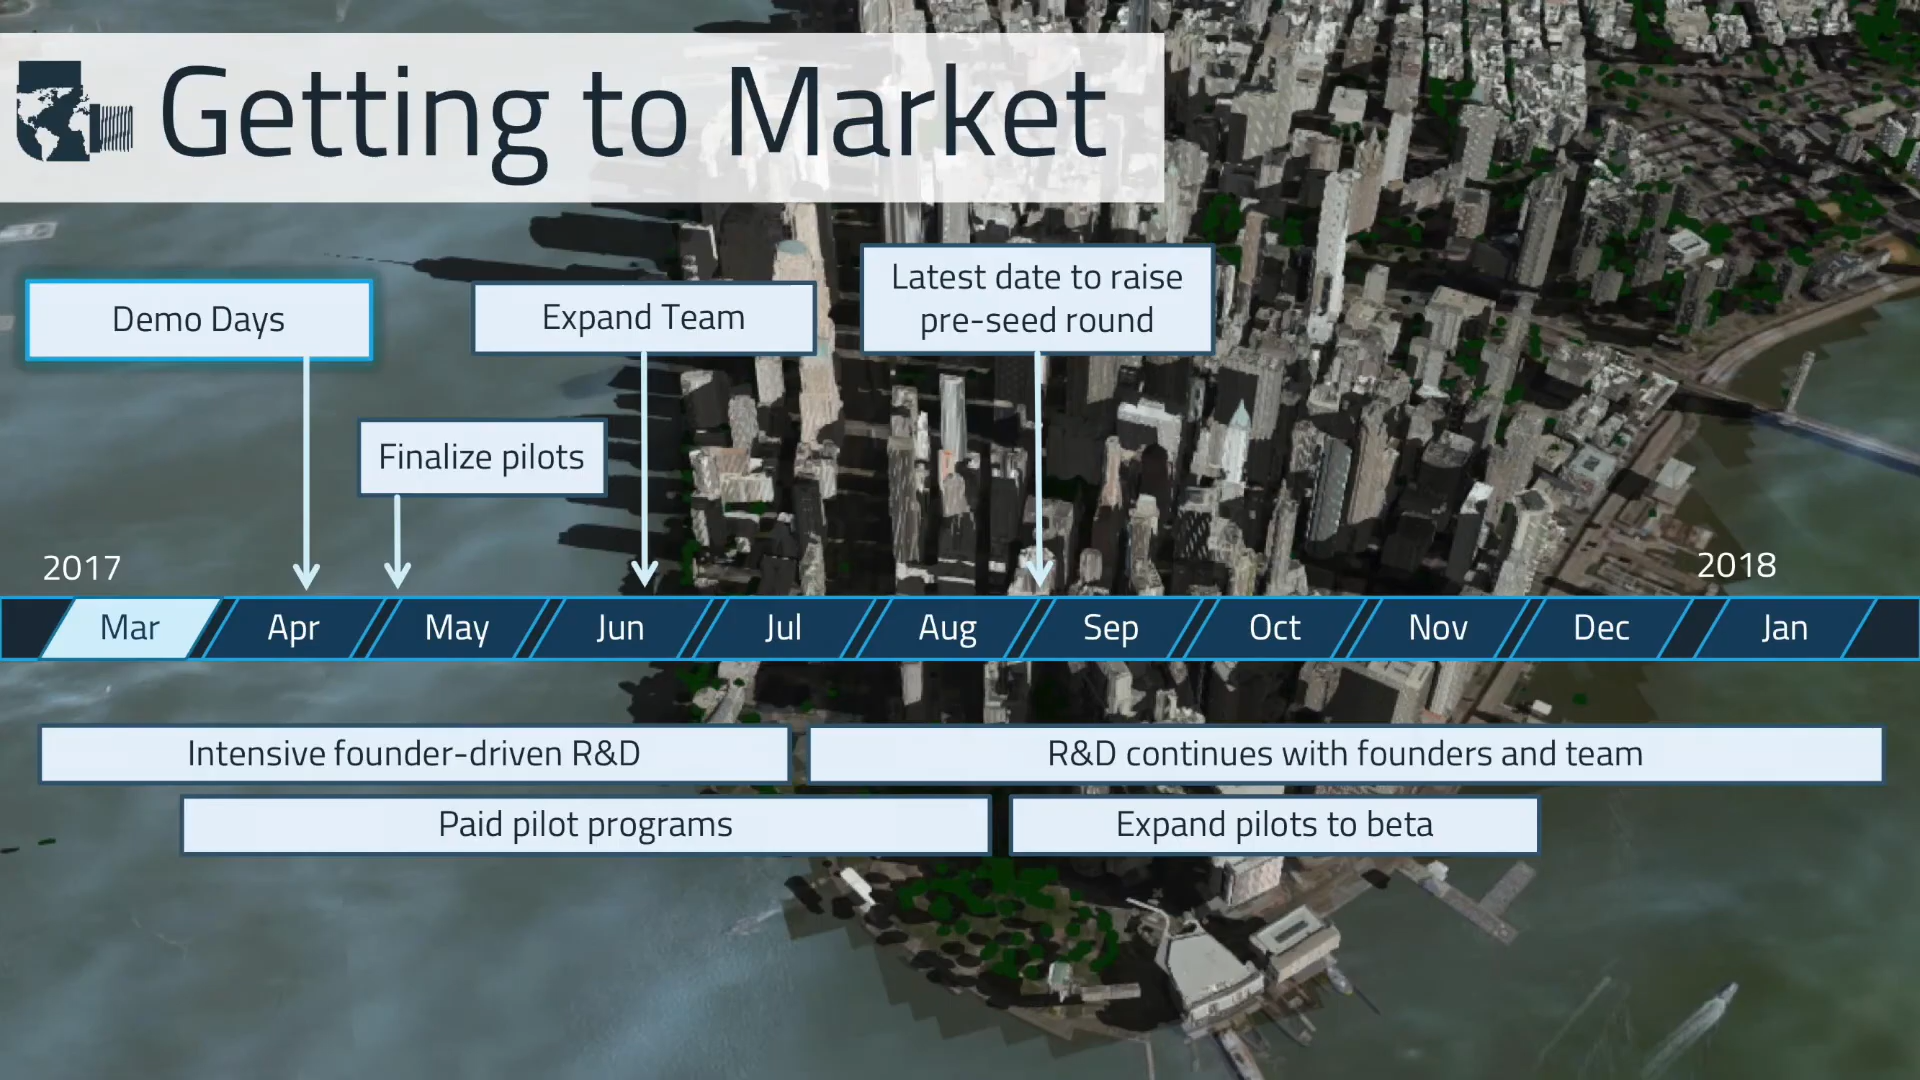 Getting to Market
Demo Days
Expand Team
Latest date to raise
pre-seed round
Finalize pilots
2017
2018
Mar
Apr
May
Jun
Jul
Aug
Sep
Oct
Nov
Dec
Jan
Intensive founder-driven R&D
R&D continues with founders and team
Paid pilot programs
Expand pilots to beta